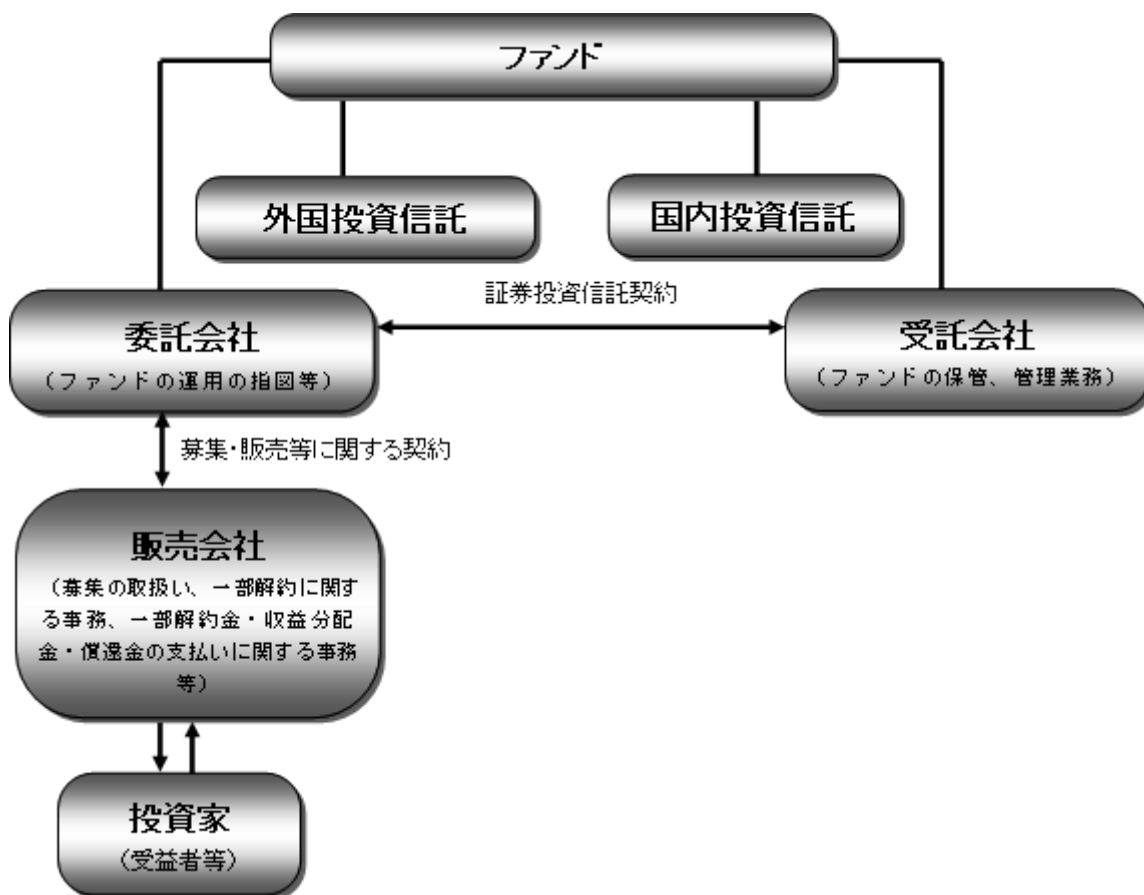 ファンド
外国投資信託
国内投資信託
証券投資信託契約
委託会社
（ファンドの運用の指図等）
受託会社
（ファンドの保管、管理業務）
募集・販売等に関する契約
販売会社
（募集の取扱い、一部解約に関す
る事務、一部解約金・収益分配
金・償還金の支払いに関する事務
等）
投資家
（受益者等）